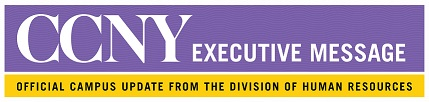 CCNY EXECUTIVE MESSAGE
OFFICIAL CAMPUS UPDATE FROM THE DIVISION OF HUMAN RESOURCES